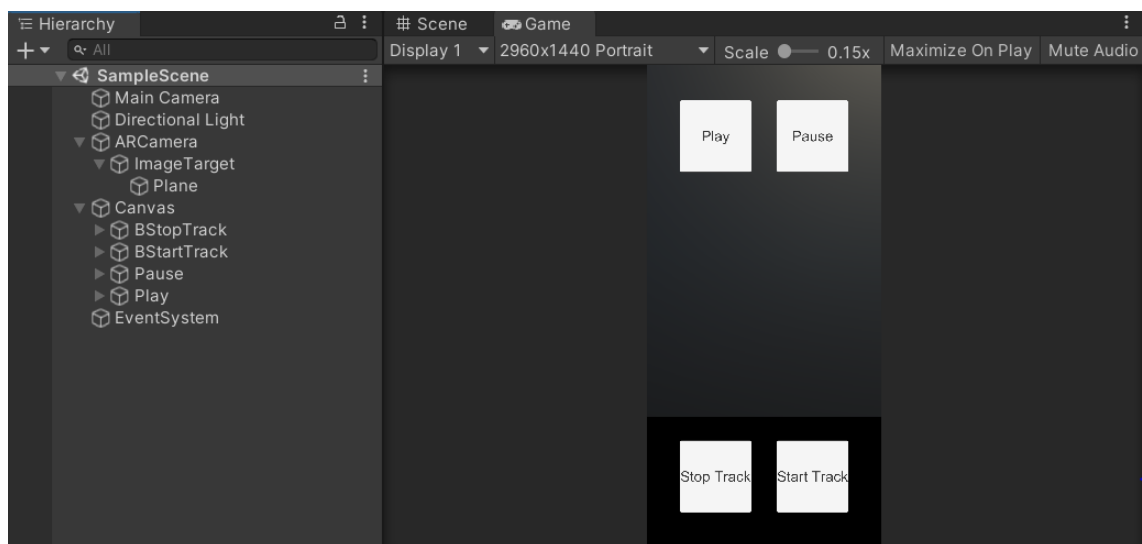 Hierarchy
All
SampleScene
Main Camera
Directional Light
ARCamera
ImageTarget
Plane
Canvas
BStopTrack
BStartTrack
Pause
Play
EventSystem
Scene Game
Display 1 2960x1440 Portrait Scale 0.15x Maximize On Play Mute Audio
Play Pause
Stop Track Start Track